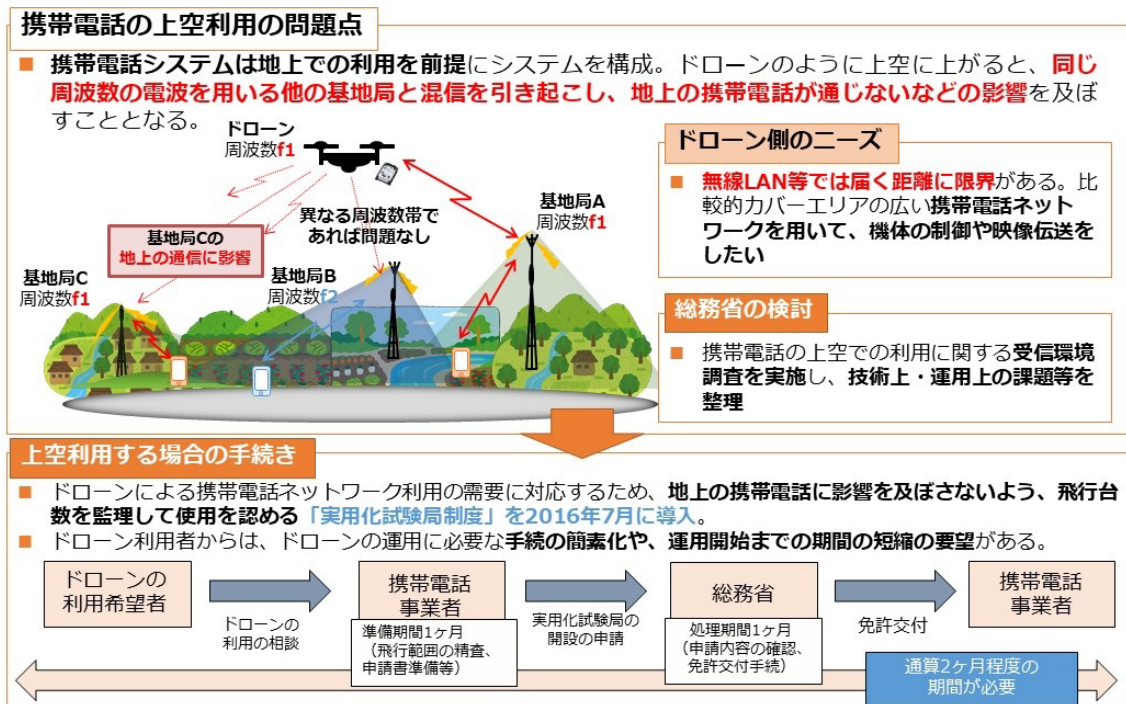 携帯電話の上空利用の問題点
■ 携帯電話システムは地上での利用を前提にシステムを構成。ドローンのように上空に上がると、同じ
周波数の電波を用いる他の基地局と混信を引き起こし、地上の携帯電話が通じないなどの影響を及ぼ
すこととなる。
ドローン
周波数f1
異なる周波数帯で
あれば問題なし
基地局A
周波数f1
基地局Cの
地上の通信に影響
基地局C
周波数f1
基地局B
周波数f2
ドローン側のニーズ
■ 無線LAN等では届く距離に限界がある。比
較的カバーエリアの広い携帯電話ネット
ワークを用いて、機体の制御や映像伝送を
したい
総務省の検討
■ 携帯電話の上空での利用に関する受信環境
調査を実施し、技術上・運用上の課題等を
整理
上空利用する場合の手続き
■ ドローンによる携帯電話ネットワーク利用の需要に対応するため、地上の携帯電話に影響を及ぼさないよう、飛行台
数を監理して使用を認める「実用化試験局制度」を2016年7月に導入。
■ ドローン利用者からは、ドローンの運用に必要な手続の簡素化や、運用開始までの期間の短縮の要望がある。
ドローンの
利用希望者
ドローンの
利用の相談
携帯電話
事業者
準備期間1ヶ月
（飛行範囲の精査、
申請書準備等）
実用化試験局の
開設の申請
総務省
処理期間1ヶ月
（申請内容の確認、
免許交付手続）
免許交付
携帯電話
事業者
通算2ヶ月程度の
期間が必要